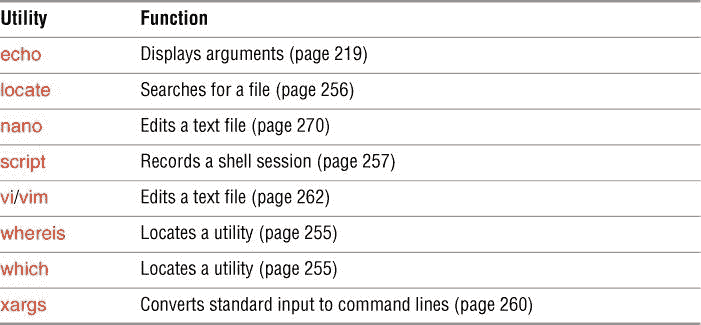 Utility Function
echo Displays arguments (page 219)
locate Searches for a file (page 256)
nano Edits a text file (page 270)
script Records a shell session (page 257)
vi/vim Edits a text file (page 262)
whereis Locates a utility (page 255)
which Locates a utility (page 255)
xargs Converts standard input to command lines (page 260)